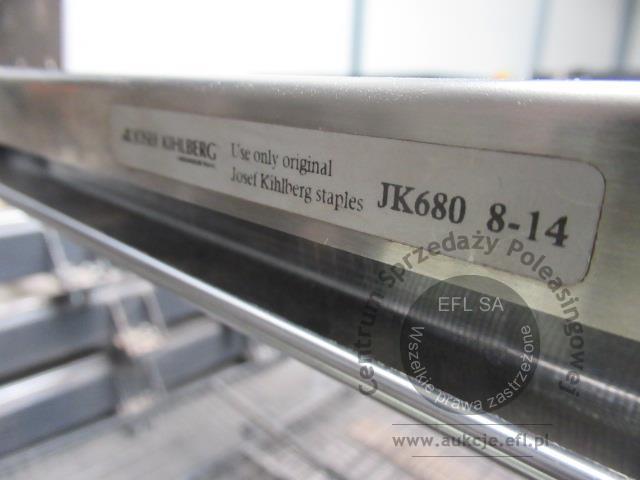 JOSEF KIHLBERG
Use only original
Josef Kihlberg staples
JK680 8-14
Centrum Sprzedaży Poleasingowej
EFL SA
Wszelkie prawa zastrzeżone
www.aukcje.efl.pl